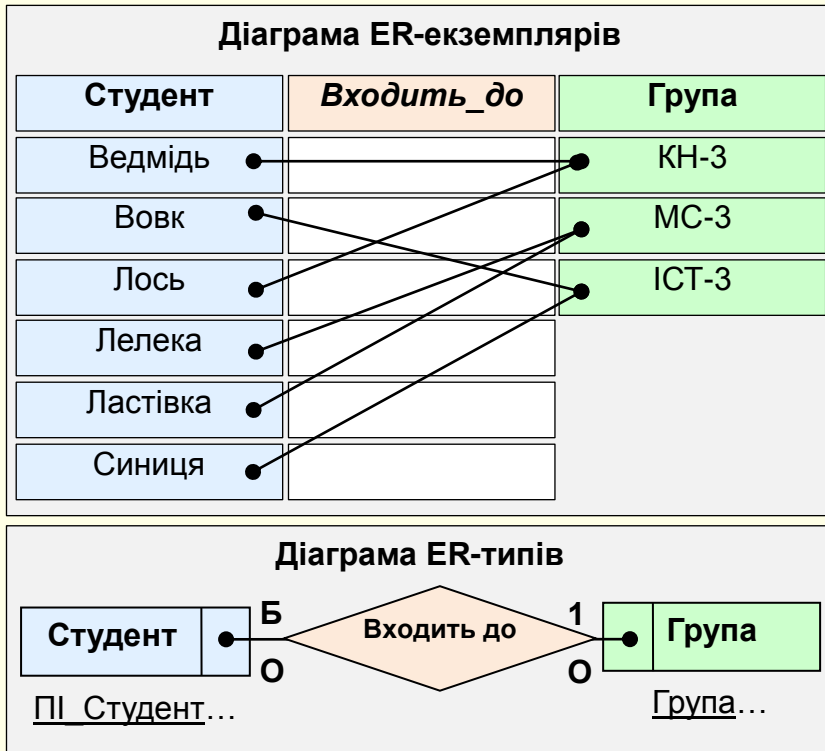 Діаграма ER-екземплярів
Студент Входить_до Група
Ведмідь КН-3
Вовк МС-3
Лось ІСТ-3
Лелека
Ластівка
Синиця
Діаграма ER-типів
Студент Б О Входить до 1 О Група
ПІ_Студент… Група…